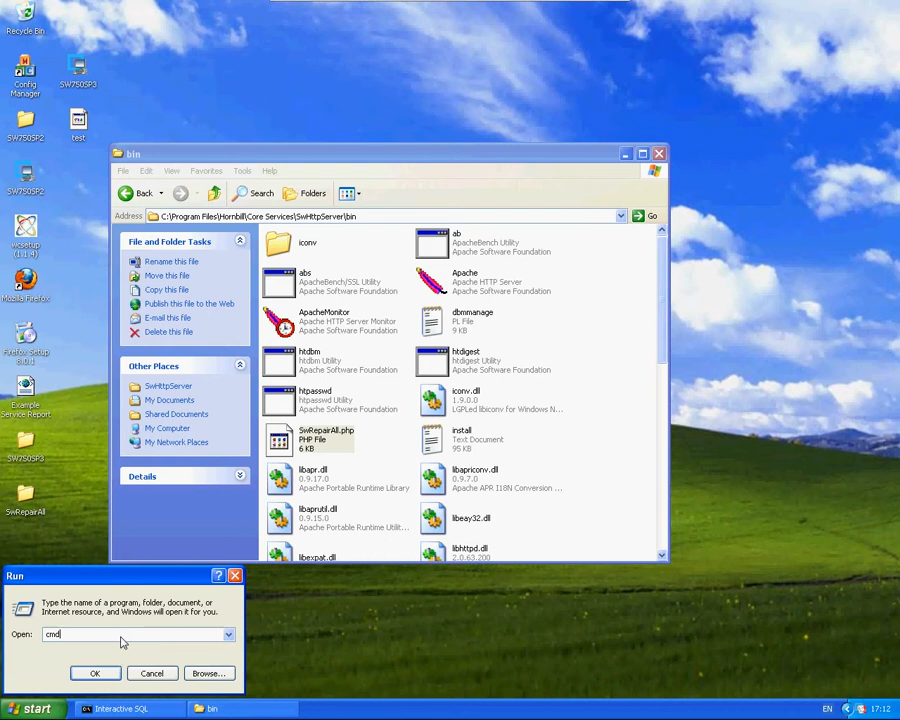 Recycle Bin
Config
Manager
SW750SP3
SW750SP2
test
SW750SP2
wcsetup
(1.1.4)
Mozilla Firefox
Firefox Setup
8.0.1
Example
Service Report
SW750SP3
SwRepairAll
bin
File Edit View Favorites Tools Help
Back Search Folders
Address C:\Program Files\Hornbill\Core Services\SwHttpServer\bin Go
File and Folder Tasks
Rename this file
Move this file
Copy this file
Publish this file to the Web
E-mail this file
Delete this file
Other Places
SwHttpServer
My Documents
Shared Documents
My Computer
My Network Places
Details
iconv
ab
ApacheBench Utility
Apache Software Foundation
abs
ApacheBench/SSL Utility
Apache Software Foundation
Apache
Apache HTTP Server
Apache Software Foundation
ApacheMonitor
Apache HTTP Server Monitor
Apache Software Foundation
dbmmanage
PL File
9 KB
htdbm
htdbm Utility
Apache Software Foundation
htdigest
htdigest Utility
Apache Software Foundation
htpasswd
htpasswd Utility
Apache Software Foundation
iconv.dll
1.9.0.0
LGPLed libiconv for Windows N...
SwRepairAll.php
PHP File
6 KB
install
Text Document
95 KB
libapr.dll
0.9.17.0
Apache Portable Runtime Library
libapriconv.dll
0.9.7.0
Apache APR I18N Conversion ...
libaprutil.dll
0.9.15.0
Apache Portable Runtime Utilit...
libeay32.dll
libexpat.dll
libhttpd.dll
2.0.63.200
Run
Type the name of a program, folder, document, or
Internet resource, and Windows will open it for you.
Open: cmd
OK Cancel Browse...
start Interactive SQL bin EN 17:12